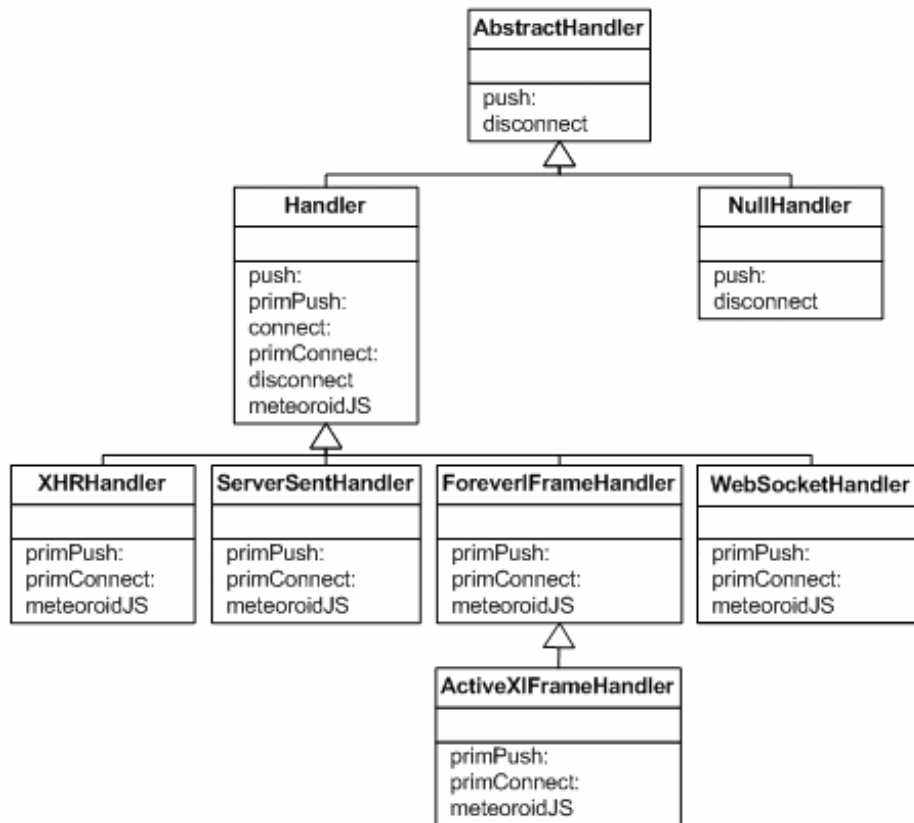 AbstractHandler
push:
disconnect
Handler
push:
primPush:
connect:
primConnect:
disconnect
meteoroidJS
NullHandler
push:
disconnect
XHRHandler
primPush:
primConnect:
meteoroidJS
ServerSentHandler
primPush:
primConnect:
meteoroidJS
ForeverIFrameHandler
primPush:
primConnect:
meteoroidJS
WebSocketHandler
primPush:
primConnect:
meteoroidJS
ActiveXIFrameHandler
primPush:
primConnect:
meteoroidJS